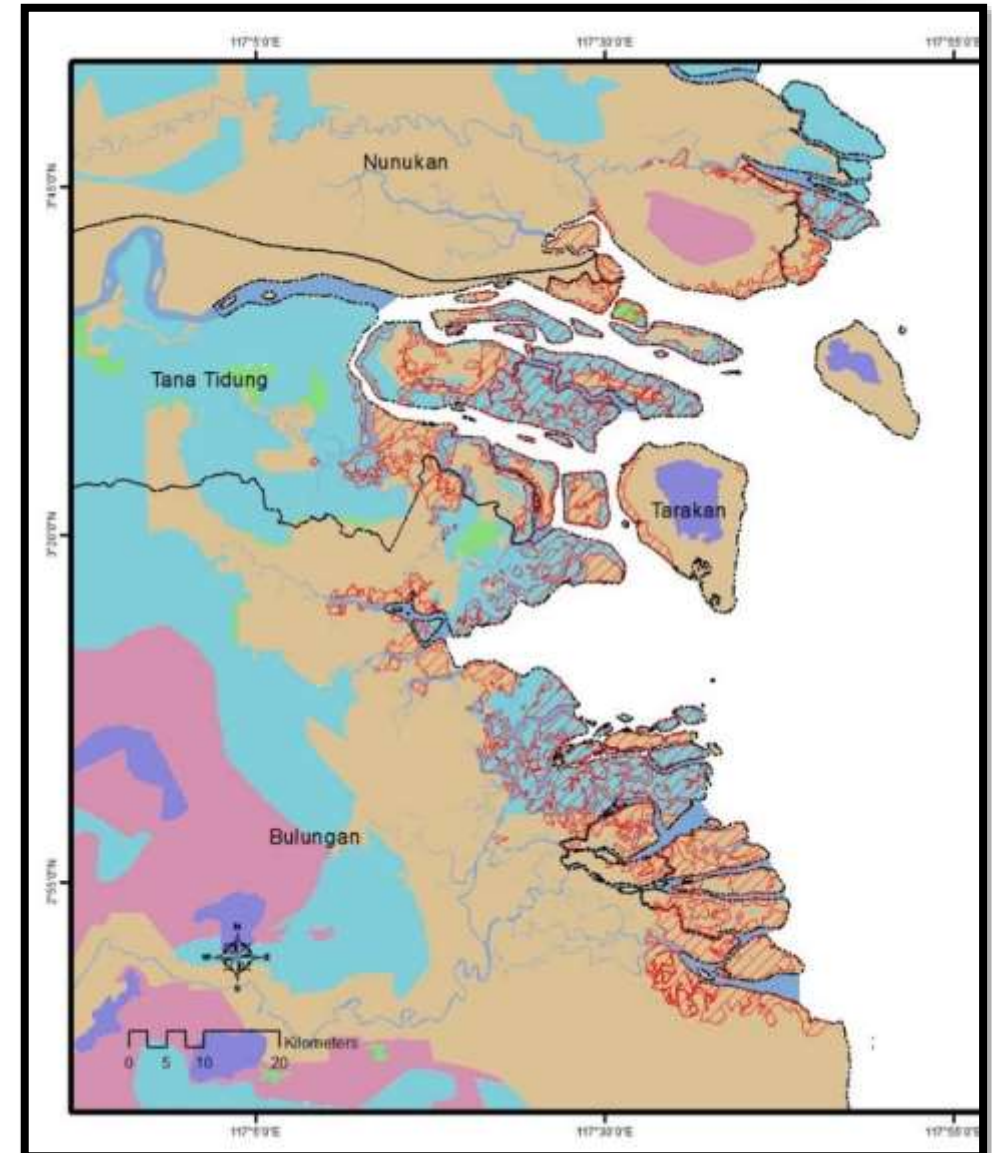 117°5'0"E 117°30'0"E 117°55'0"E
3°45'0"N
Nunukan
Tana Tidung
Tarakan
3°20'0"N
Bulungan
2°55'0"N
N
W E
S
Kilometers
0 5 10 20
117°5'0"E 117°30'0"E 117°55'0"E